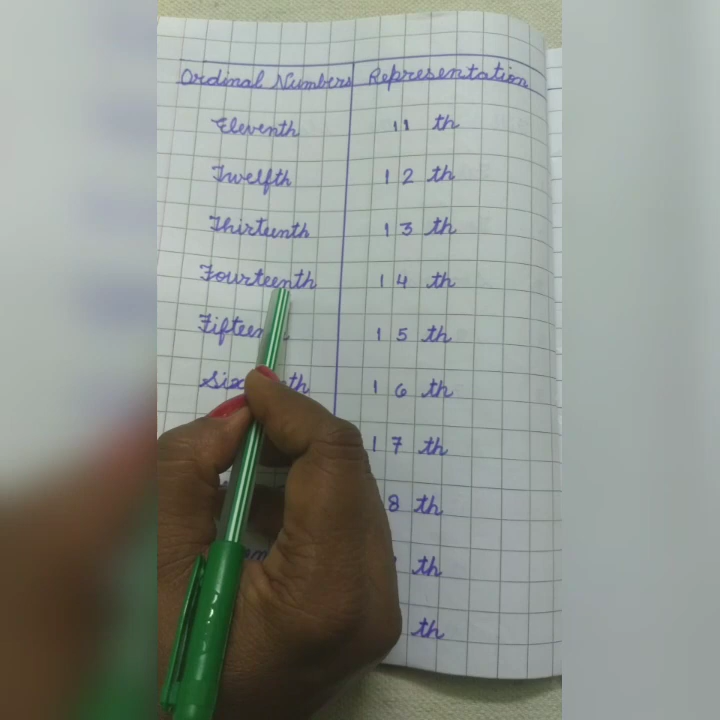 Ordinal Numbers Representation
Eleventh 11 th
Twelfth 12 th
Thirteenth 13 th
Fourteenth 14 th
15 th
16 th
17 th
8 th
th
th